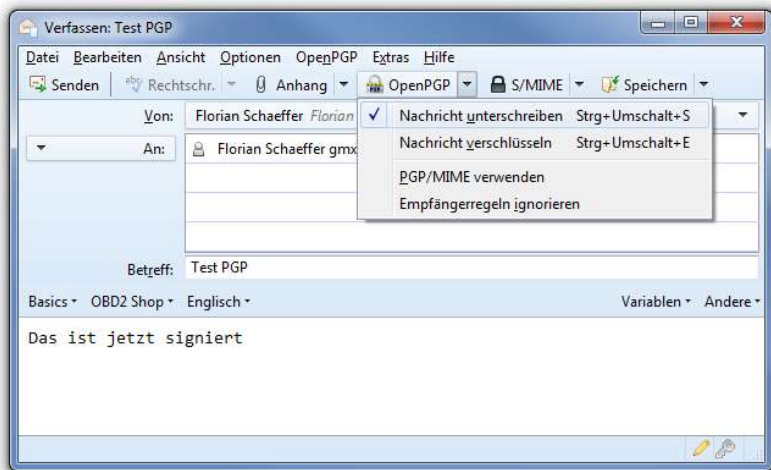 Verfassen: Test PGP
Datei Bearbeiten Ansicht Optionen OpenPGP Extras Hilfe
Senden Rechtschr. Anhang OpenPGP S/MIME Speichern
Von: Florian Schaeffer Florian
Nachricht unterschreiben Strg+Umschalt+S
An: Florian Schaeffer gmx
Nachricht verschlüsseln Strg+Umschalt+E
PGP/MIME verwenden
Empfängerregeln ignorieren
Betreff: Test PGP
Basics OBD2 Shop Englisch Variablen Andere
Das ist jetzt signiert